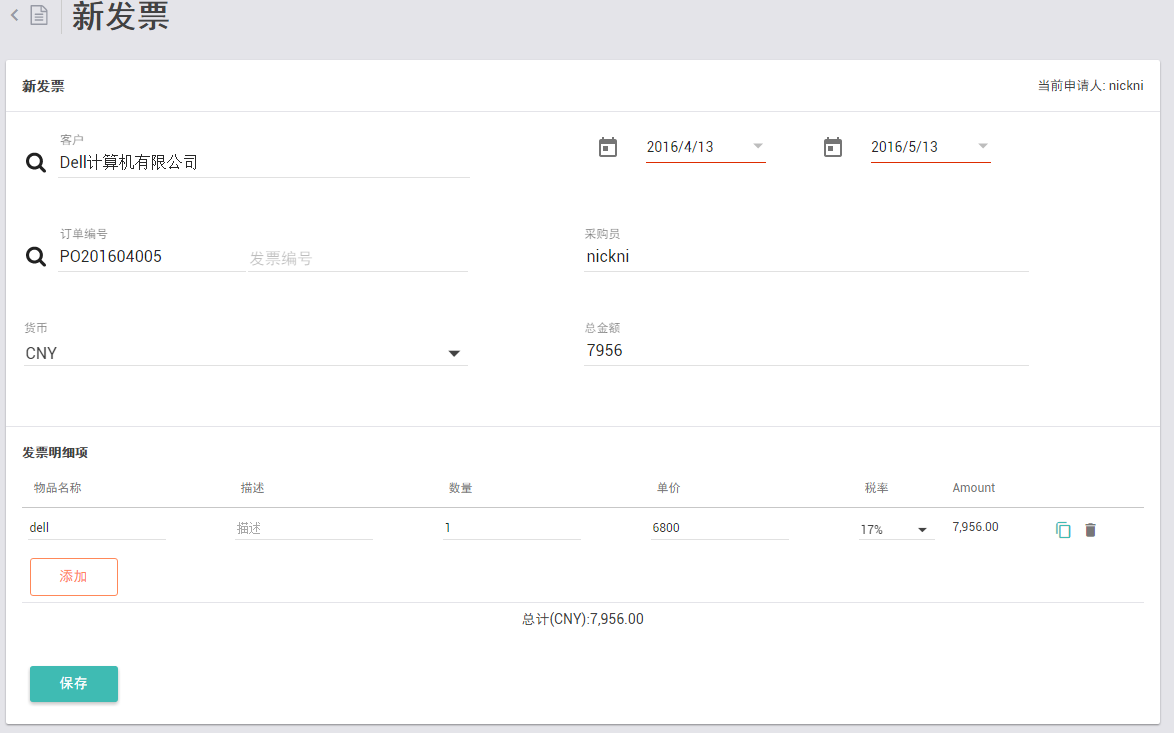 新发票
新发票
当前申请人: nickni
客户
Dell计算机有限公司
2016/4/13
2016/5/13
订单编号
PO201604005
发票编号
采购员
nickni
货币
CNY
总金额
7956
发票明细项
物品名称 描述 数量 单价 税率 Amount
dell 描述 1 6800 17% 7,956.00
添加
总计(CNY):7,956.00
保存